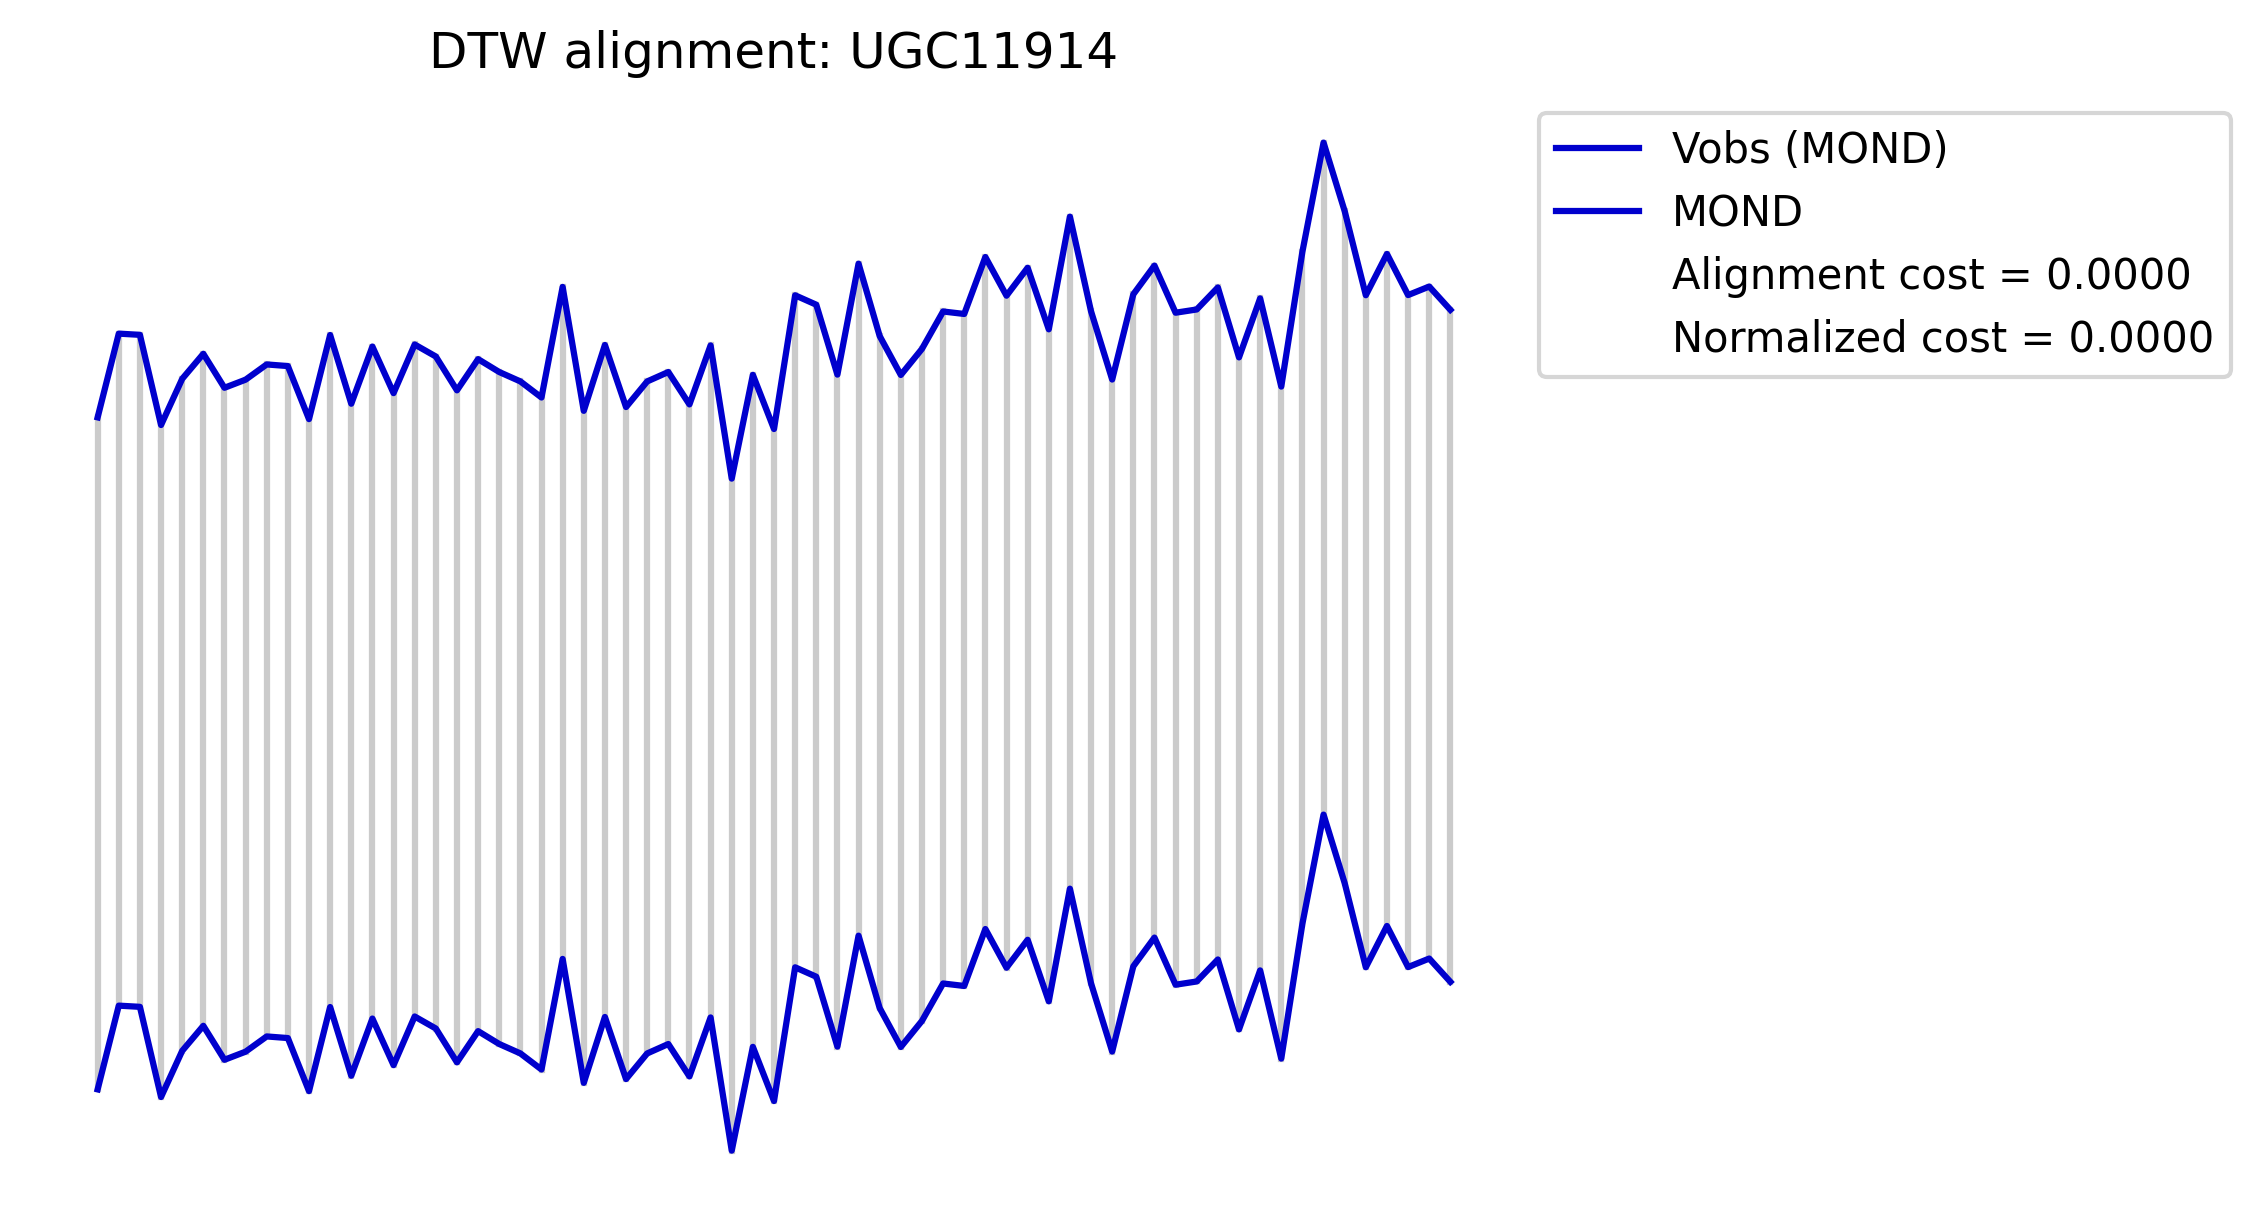 DTW alignment: UGC11914
Vobs (MOND)
MOND
Alignment cost = 0.0000
Normalized cost = 0.0000